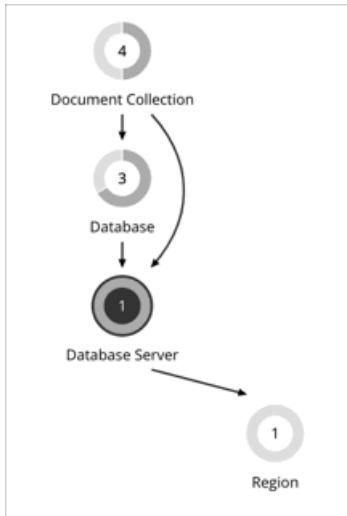 4
Document Collection
3
Database
1
Database Server
1
Region